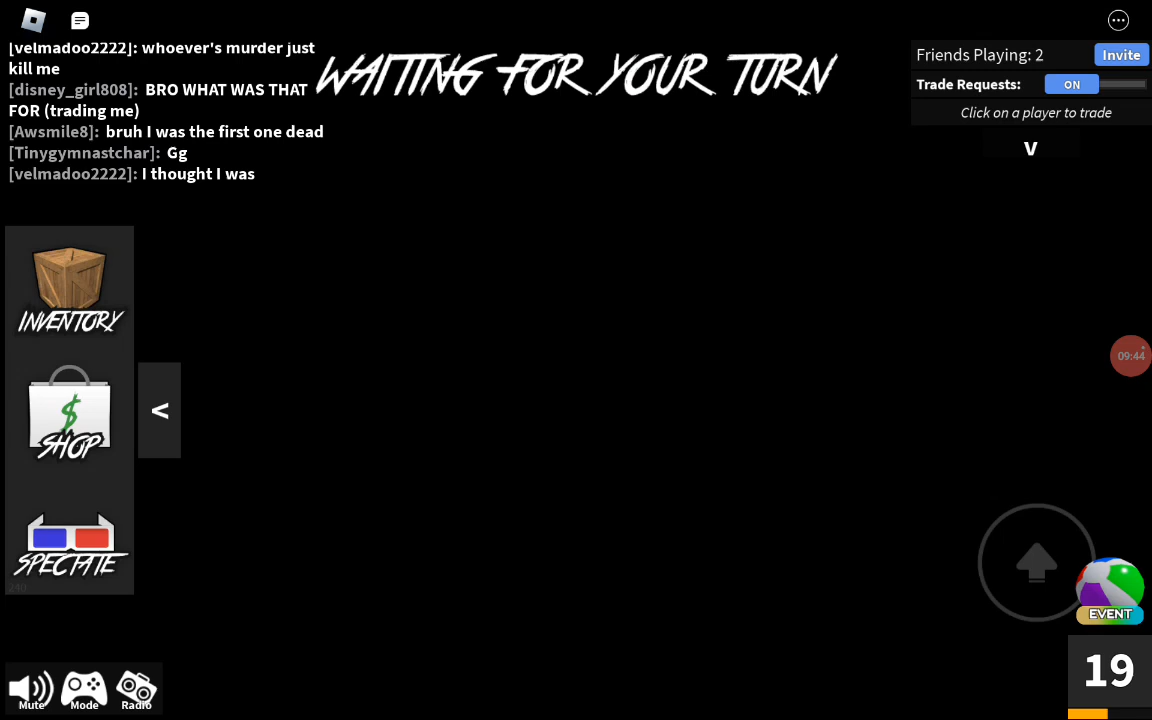 [velmadoo2222]: whoever's murder just
kill me
[disney_girl808]: BRO WHAT WAS THAT
FOR (trading me)
[Awsmile8]: bruh I was the first one dead
[Tinygymnastchar]: Gg
[velmadoo2222]: I thought I was
WAITING FOR YOUR TURN
Friends Playing: 2
Invite
Trade Requests:
ON
Click on a player to trade
v
INVENTORY
SHOP
<
SPECTATE
240
09:44
EVENT
19
Mute
Mode
Radio